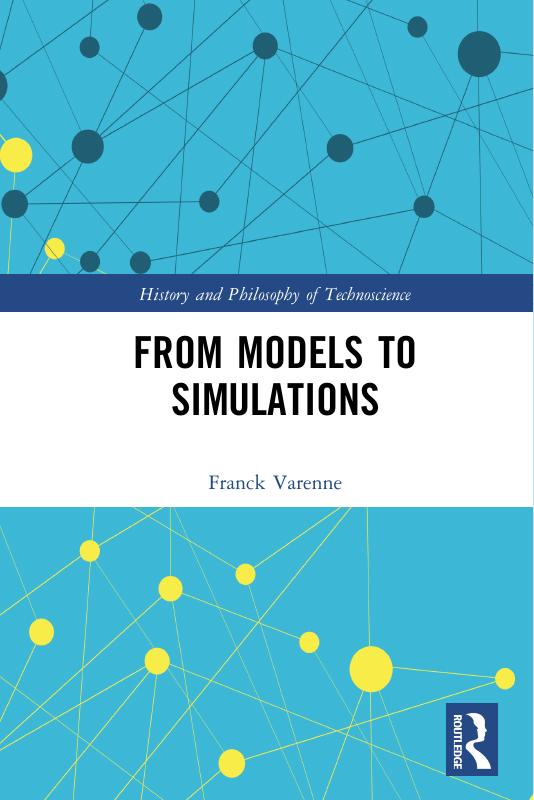 History and Philosophy of Technoscience
FROM MODELS TO
SIMULATIONS
Franck Varenne
ROUTLEDGE